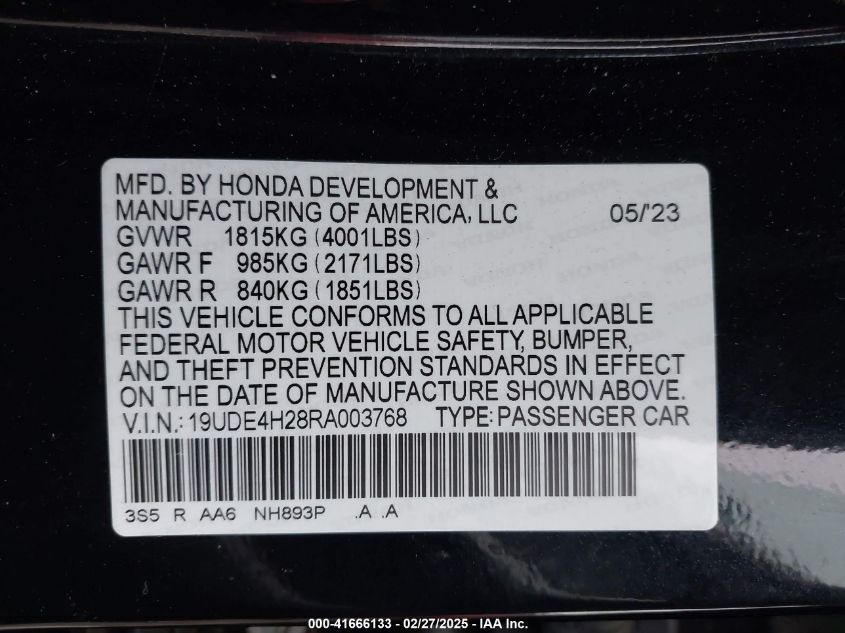 MFD. BY HONDA DEVELOPMENT &
MANUFACTURING OF AMERICA, LLC 05/'23
GVWR 1815KG (4001LBS)
GAWR F 985KG (2171LBS)
GAWR R 840KG (1851LBS)
THIS VEHICLE CONFORMS TO ALL APPLICABLE
FEDERAL MOTOR VEHICLE SAFETY, BUMPER,
AND THEFT PREVENTION STANDARDS IN EFFECT
ON THE DATE OF MANUFACTURE SHOWN ABOVE.
V.I.N.: 19UDE4H28RA003768 TYPE: PASSENGER CAR
3S5 R AA6 NH893P .A .A
000-41666133 - 02/27/2025 - IAA Inc.